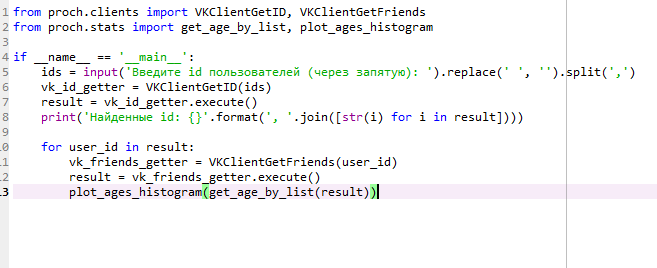 1 from proch.clients import VKClientGetID, VKClientGetFriends
2 from proch.stats import get_age_by_list, plot_ages_histogram
3
4 if __name__ == '__main__':
5     ids = input('Введите id пользователей (через запятую): ').replace(' ', '').split(',')
6     vk_id_getter = VKClientGetID(ids)
7     result = vk_id_getter.execute()
8     print('Найденные id: {}'.format(', '.join([str(i) for i in result])))
9
10     for user_id in result:
11         vk_friends_getter = VKClientGetFriends(user_id)
12         result = vk_friends_getter.execute()
13         plot_ages_histogram(get_age_by_list(result))